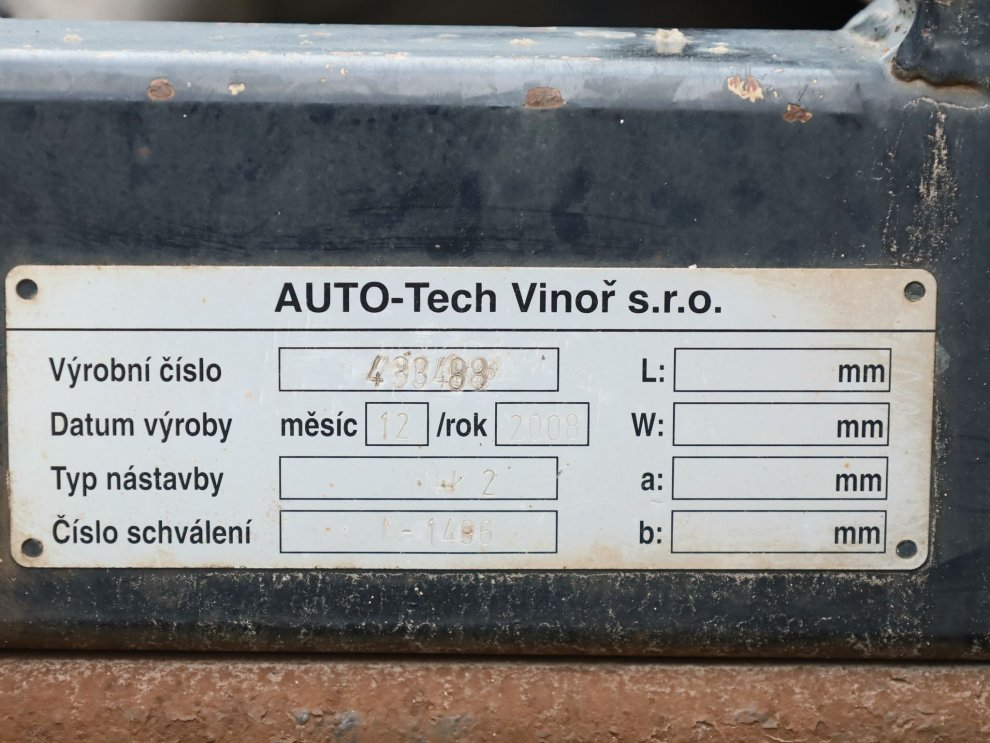 AUTO-Tech Vinoř s.r.o.
Výrobní číslo 433488 L: mm
Datum výroby měsíc 12 /rok 2008 W: mm
Typ nástavby 2 a: mm
Číslo schválení b: mm